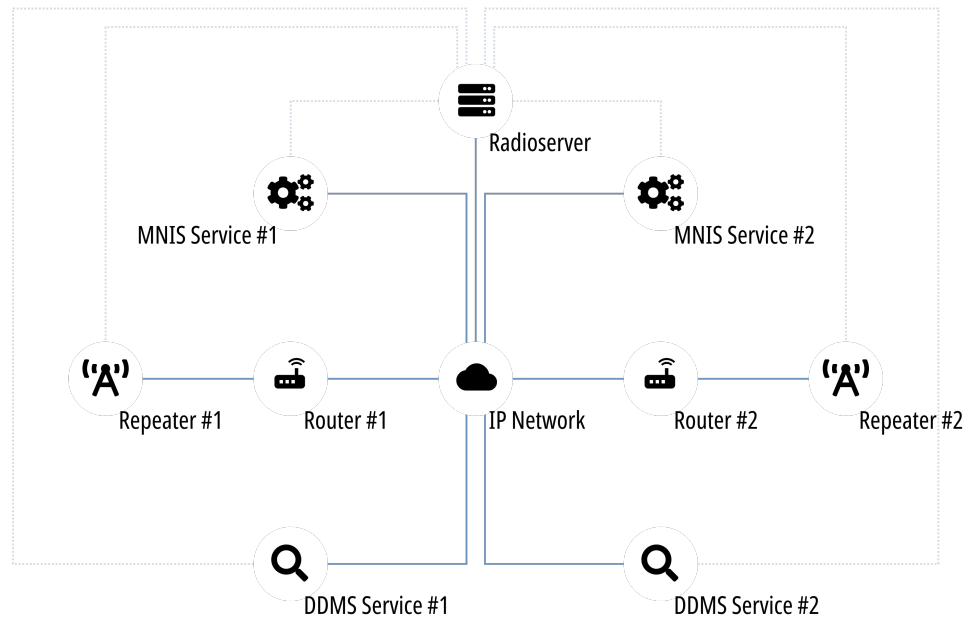 Radioserver
MNIS Service #1
MNIS Service #2
Repeater #1
Router #1
IP Network
Router #2
Repeater #2
DDMS Service #1
DDMS Service #2